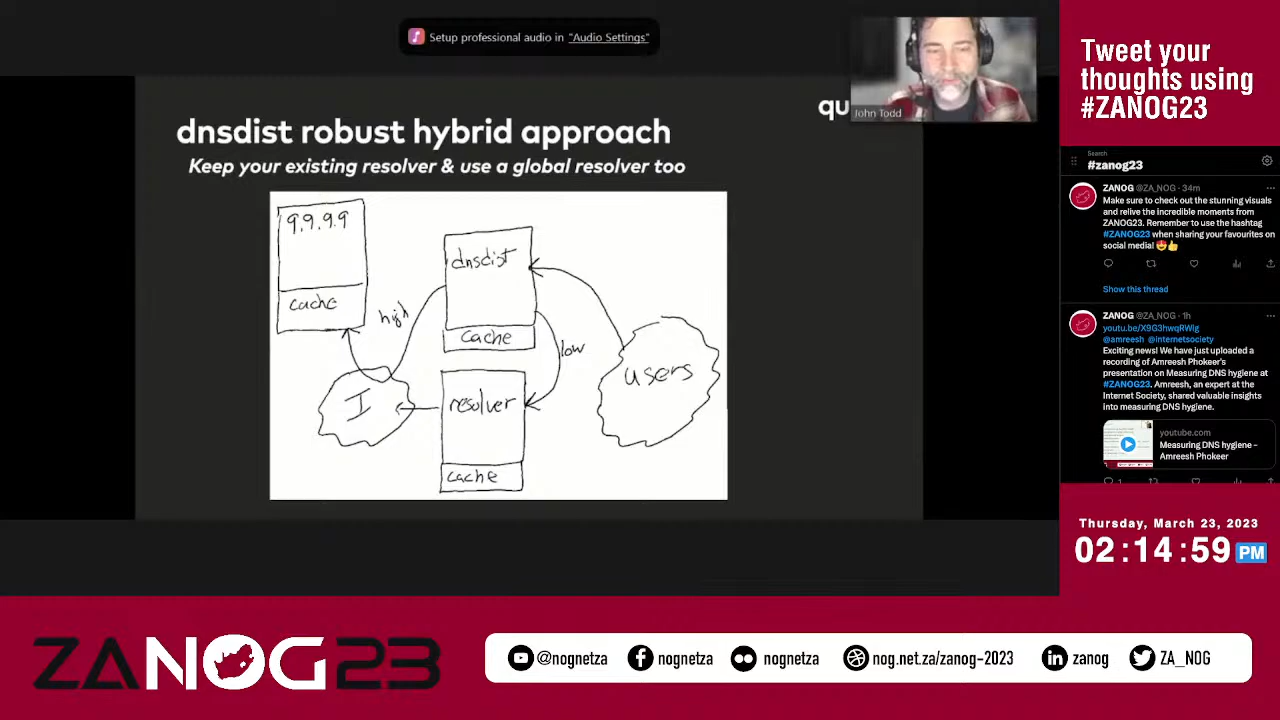 Setup professional audio in "Audio Settings"
John Todd
qu
dnsdist robust hybrid approach
Keep your existing resolver & use a global resolver too
9.9.9.9
cache
high
dnsdist
cache
low
resolver
cache
I
users
Tweet your
thoughts using
#ZANOG23
Search
#zanog23
ZANOG @ZA_NOG · 34m
Make sure to check out the stunning visuals
and relive the incredible moments from
ZANOG23. Remember to use the hashtag
#ZANOG23 when sharing your favourites on
social media! 😍👍
Show this thread
ZANOG @ZA_NOG · 1h
youtu.be/X9G3hwqRWig
@amreesh @internetsociety
Exciting news! We have just uploaded a
recording of Amreesh Phokeer's
presentation on Measuring DNS hygiene at
#ZANOG23. Amreesh, an expert at the
Internet Society, shared valuable insights
into measuring DNS hygiene.
youtube.com
Measuring DNS hygiene -
Amreesh Phokeer
1
Thursday, March 23, 2023
02:14:59 PM
ZANOG23
@nognetza
nognetza
nognetza
nog.net.za/zanog-2023
zanog
ZA_NOG